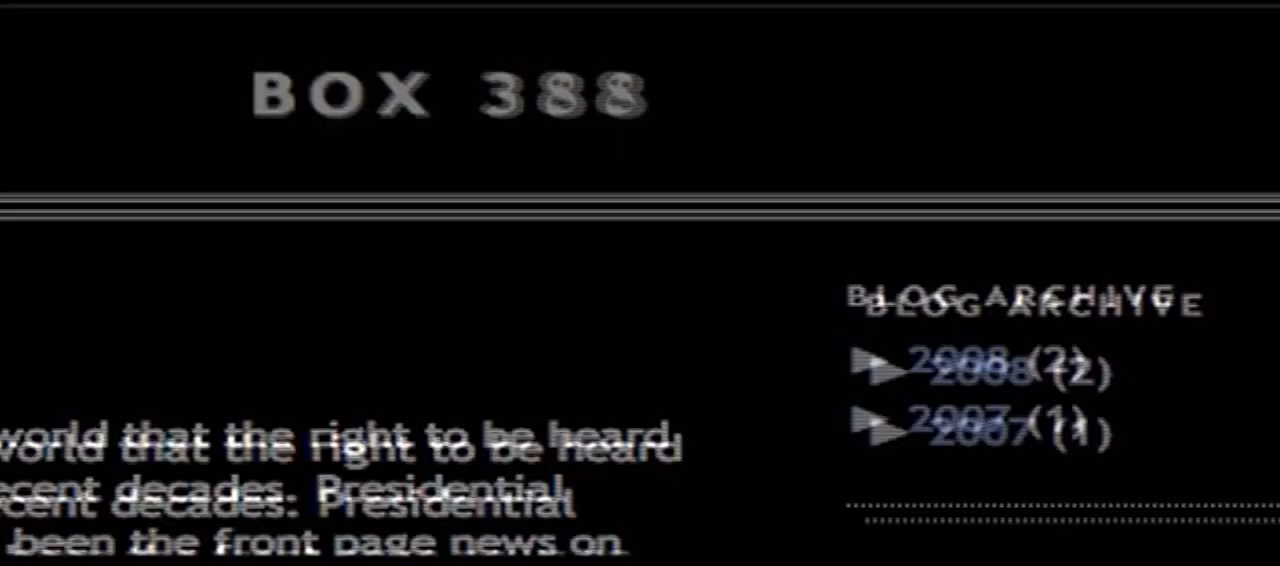 BOX 388
BLOG ARCHIVE
► 2008 (2)
► 2007 (1)
world that the right to be heard
decades. Presidential
been the front page news on